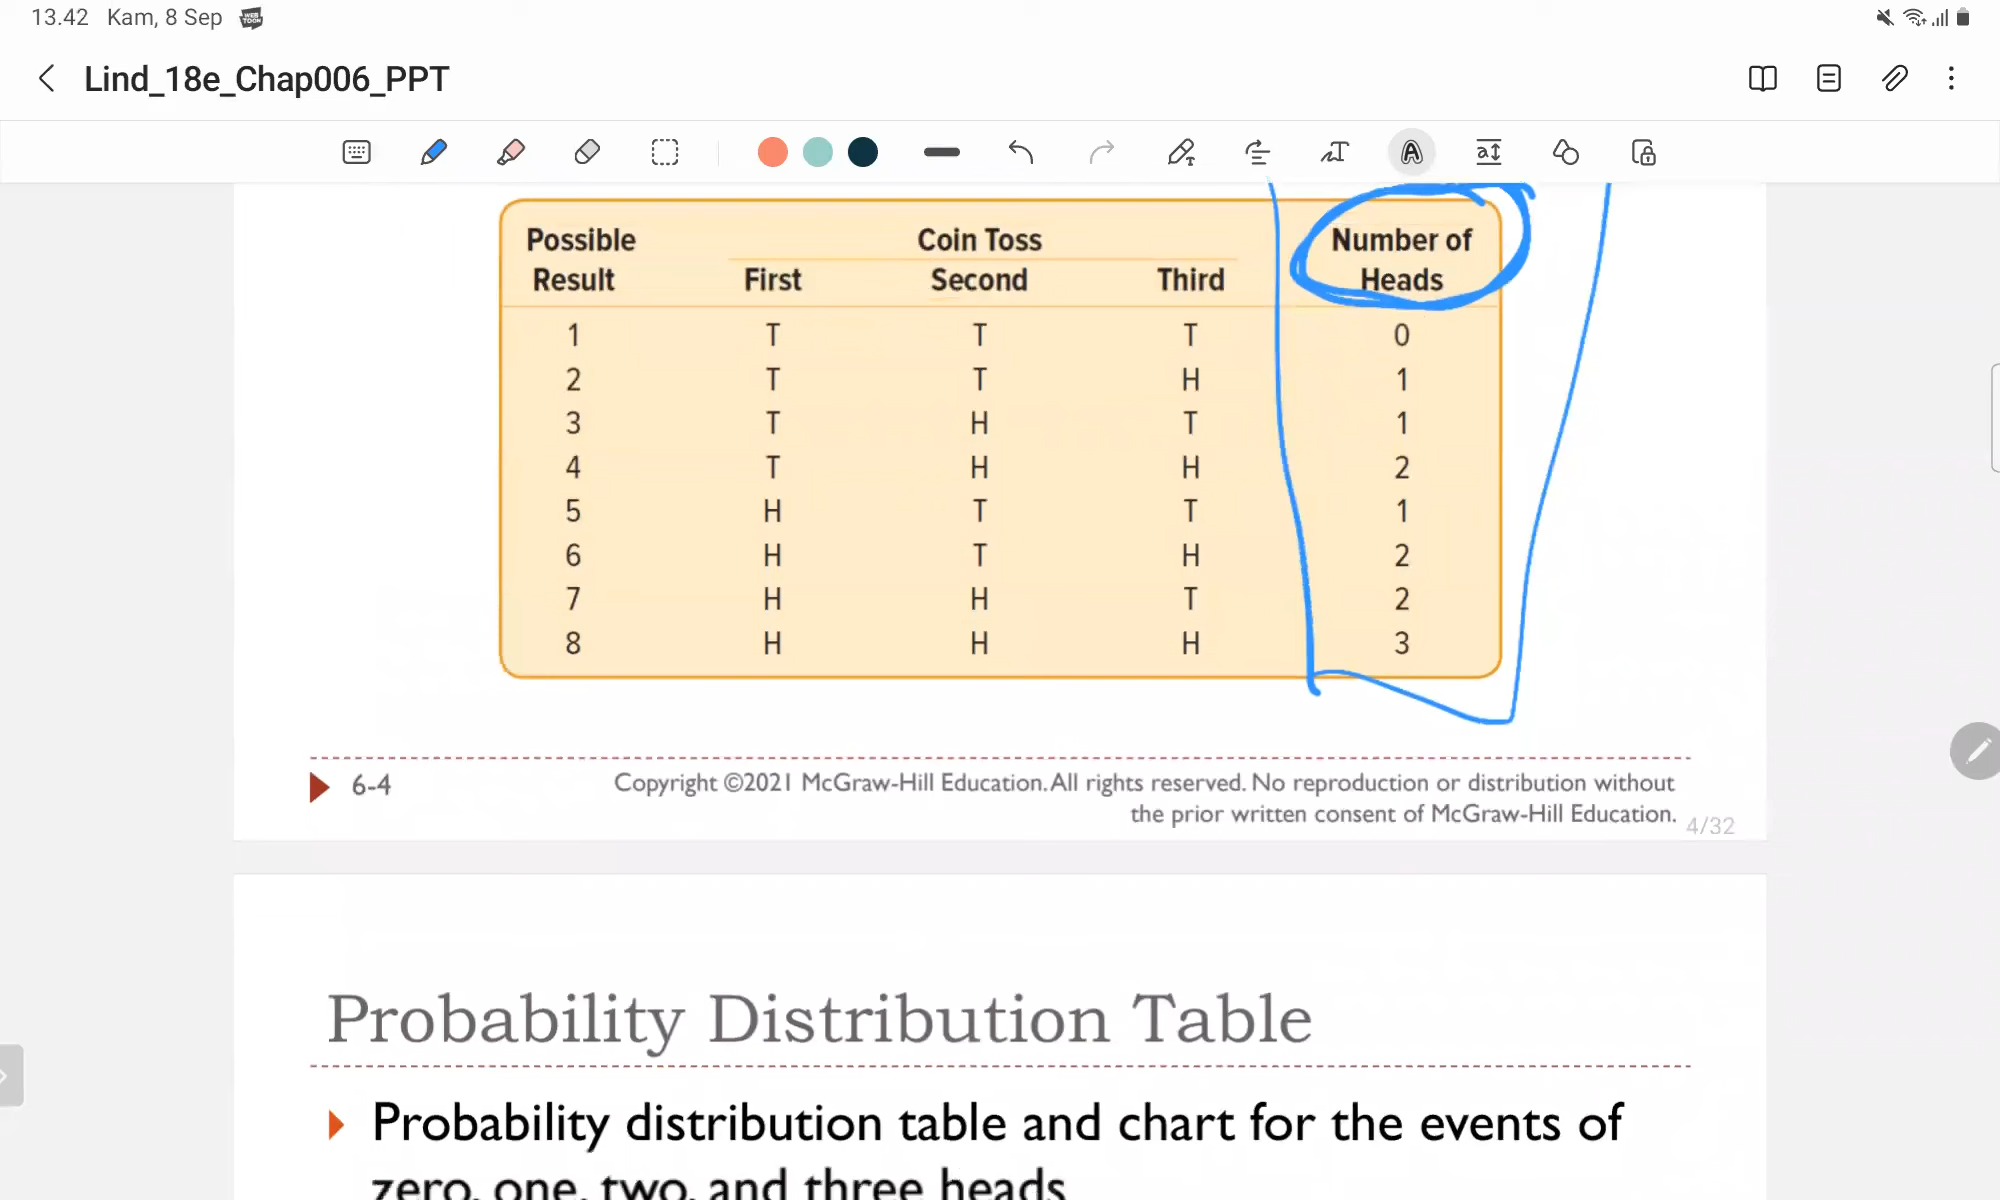 13.42 Kam, 8 Sep WEB TOON
Lind_18e_Chap006_PPT
Possible Result Coin Toss Number of Heads
First Second Third
1 T T T 0
2 T T H 1
3 T H T 1
4 T H H 2
5 H T T 1
6 H T H 2
7 H H T 2
8 H H H 3
6-4
Copyright ©2021 McGraw-Hill Education. All rights reserved. No reproduction or distribution without
the prior written consent of McGraw-Hill Education.
4/32
Probability Distribution Table
Probability distribution table and chart for the events of
zero, one, two, and three heads